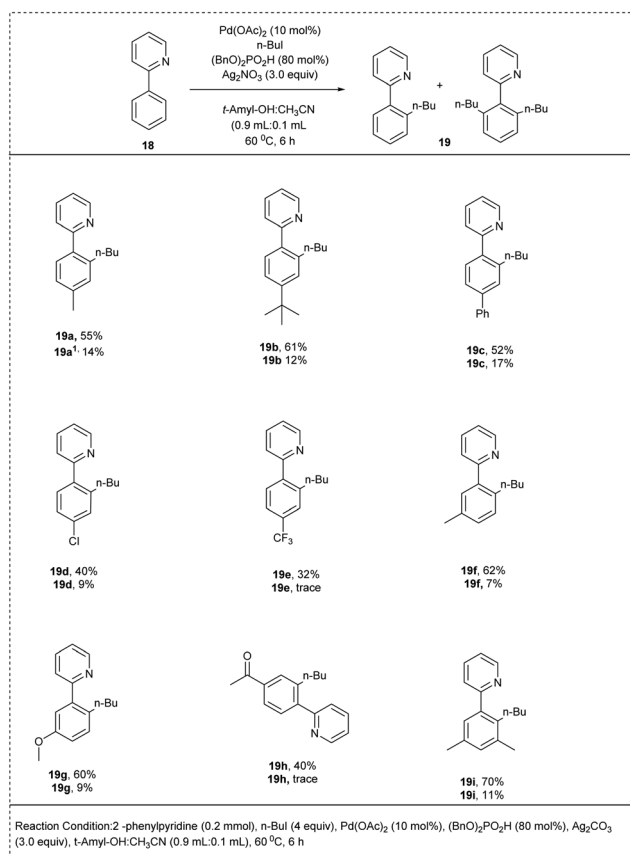 Pd(OAc)2 (10 mol%)
n-BuI
(BnO)2PO2H (80 mol%)
Ag2NO3 (3.0 equiv)
t-Amyl-OH:CH3CN
(0.9 mL:0.1 mL
60 0C, 6 h
N
18
N
n-Bu
+
N
n-Bu
n-Bu
19
N
n-Bu
19a, 55%
19a1, 14%
N
n-Bu
19b, 61%
19b 12%
N
n-Bu
Ph
19c, 52%
19c, 17%
N
n-Bu
Cl
19d, 40%
19d, 9%
N
n-Bu
CF3
19e, 32%
19e, trace
N
n-Bu
19f, 62%
19f, 7%
N
n-Bu
O
19g, 60%
19g, 9%
O
n-Bu
N
19h, 40%
19h, trace
N
n-Bu
19i, 70%
19i, 11%
Reaction Condition:2 -phenylpyridine (0.2 mmol), n-BuI (4 equiv), Pd(OAc)2 (10 mol%), (BnO)2PO2H (80 mol%), Ag2CO3
(3.0 equiv), t-Amyl-OH:CH3CN (0.9 mL:0.1 mL), 60 0C, 6 h